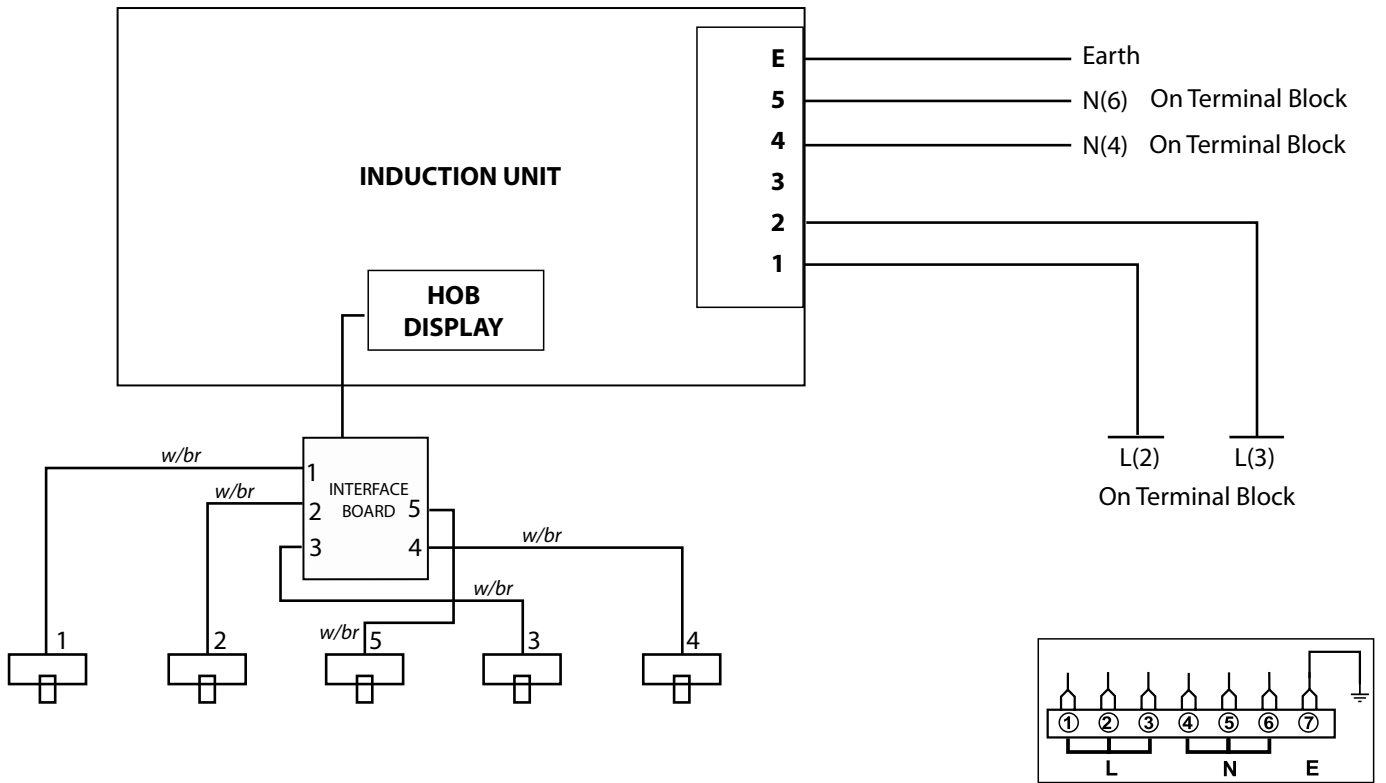 E
Earth
5
N(6) On Terminal Block
4
N(4) On Terminal Block
INDUCTION UNIT
3
2
1
HOB
DISPLAY
L(2)
L(3)
On Terminal Block
w/br
1
w/br
INTERFACE
2
BOARD
5
3
4
w/br
w/br
w/br
1
2
5
3
4
1
2
3
4
5
6
7
L
N
E